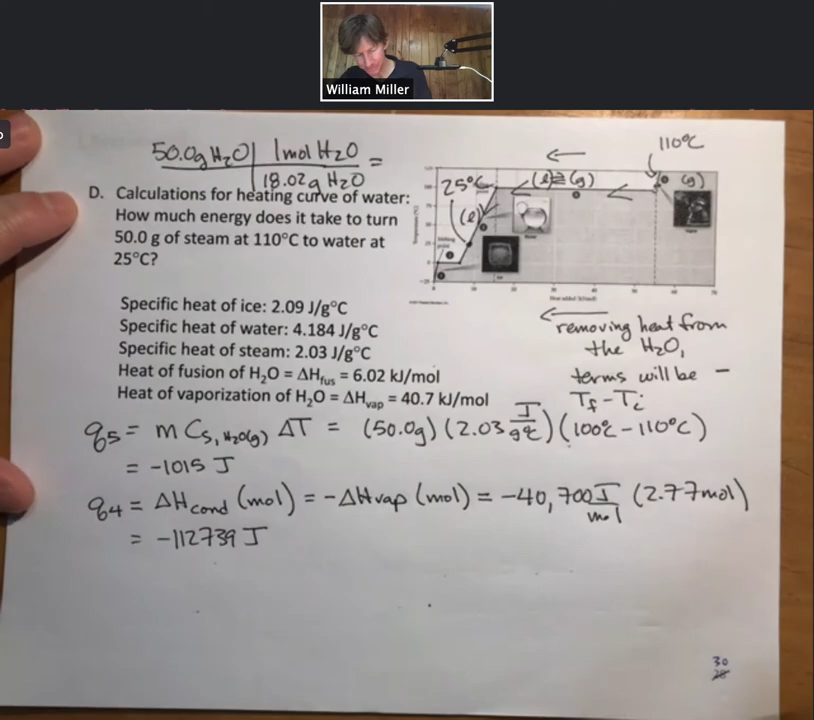 William Miller
50.0g H2O | 1 mol H2O =
18.02g H2O
110°C
25°C
(l)⇌(g)
(g)
(l)
D. Calculations for heating curve of water:
How much energy does it take to turn
50.0 g of steam at 110°C to water at
25°C?
Specific heat of ice: 2.09 J/g°C
Specific heat of water: 4.184 J/g°C
Specific heat of steam: 2.03 J/g°C
Heat of fusion of H2O = ΔHfus = 6.02 kJ/mol
Heat of vaporization of H2O = ΔHvap = 40.7 kJ/mol
removing heat from
the H2O,
terms will be –
Tf - Ti
q5 = m Cs, H2O(g) ΔT = (50.0g) (2.03 J/g°C) (100°C - 110°C)
= -1015 J
q4 = ΔHcond (mol) = -ΔHvap (mol) = -40,700 J/mol (2.77 mol)
= -112739 J
30
28